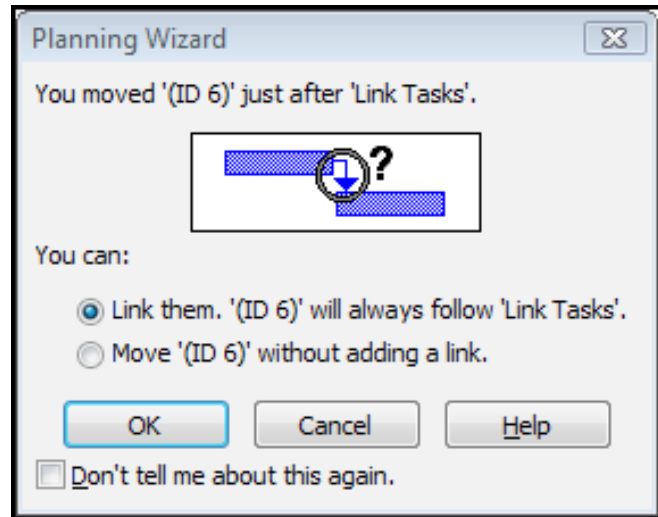 Planning Wizard
You moved '(ID 6)' just after 'Link Tasks'.
?
You can:
Link them. '(ID 6)' will always follow 'Link Tasks'.
Move '(ID 6)' without adding a link.
OK Cancel Help
Don't tell me about this again.